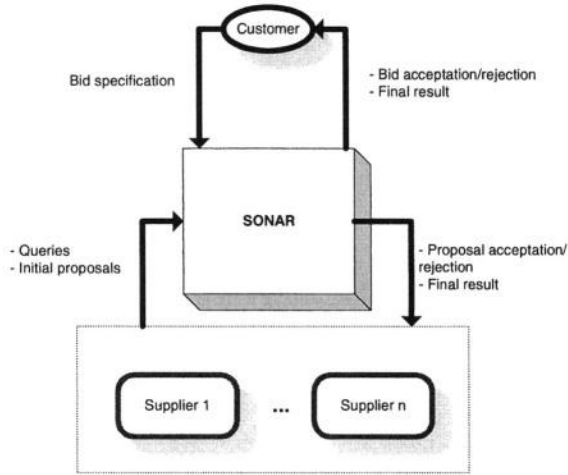 Customer
Bid specification
- Bid acceptation/rejection
- Final result
SONAR
- Queries
- Initial proposals
- Proposal acceptation/
rejection
- Final result
Supplier 1
...
Supplier n